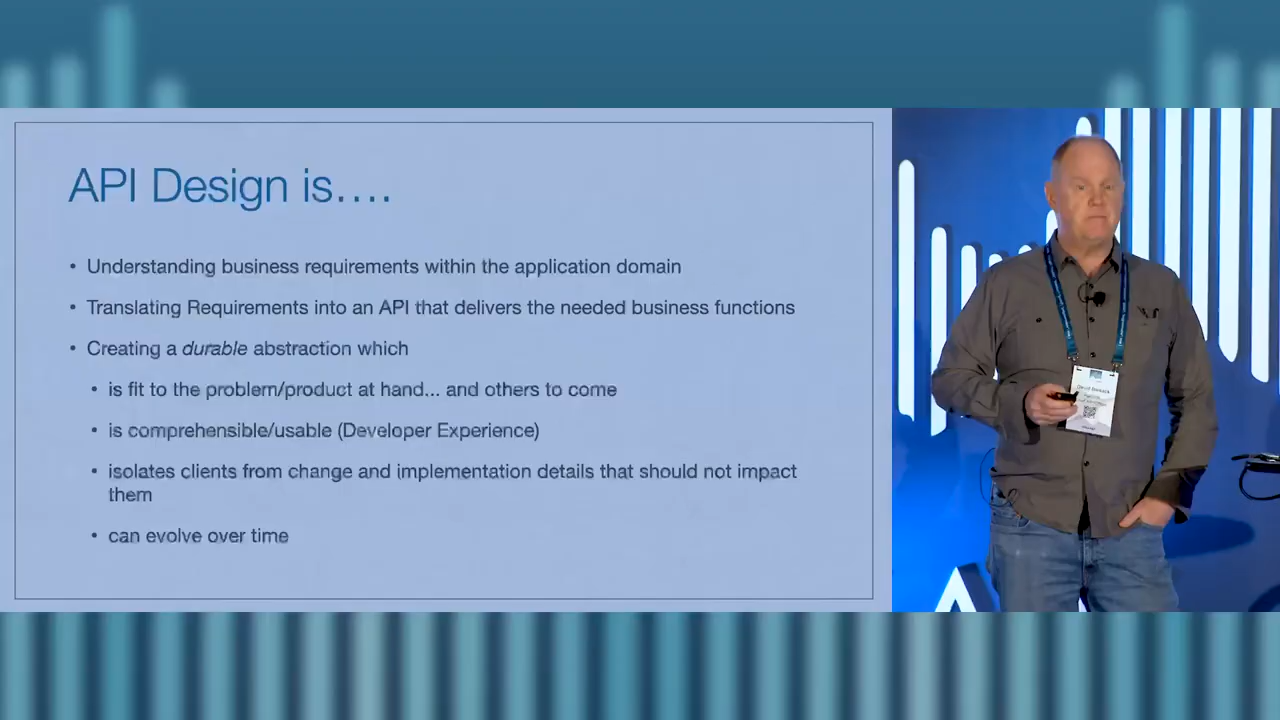 API Design is….
• Understanding business requirements within the application domain
• Translating Requirements into an API that delivers the needed business functions
• Creating a durable abstraction which
• is fit to the problem/product at hand... and others to come
• is comprehensible/usable (Developer Experience)
• isolates clients from change and implementation details that should not impact
them
• can evolve over time
David